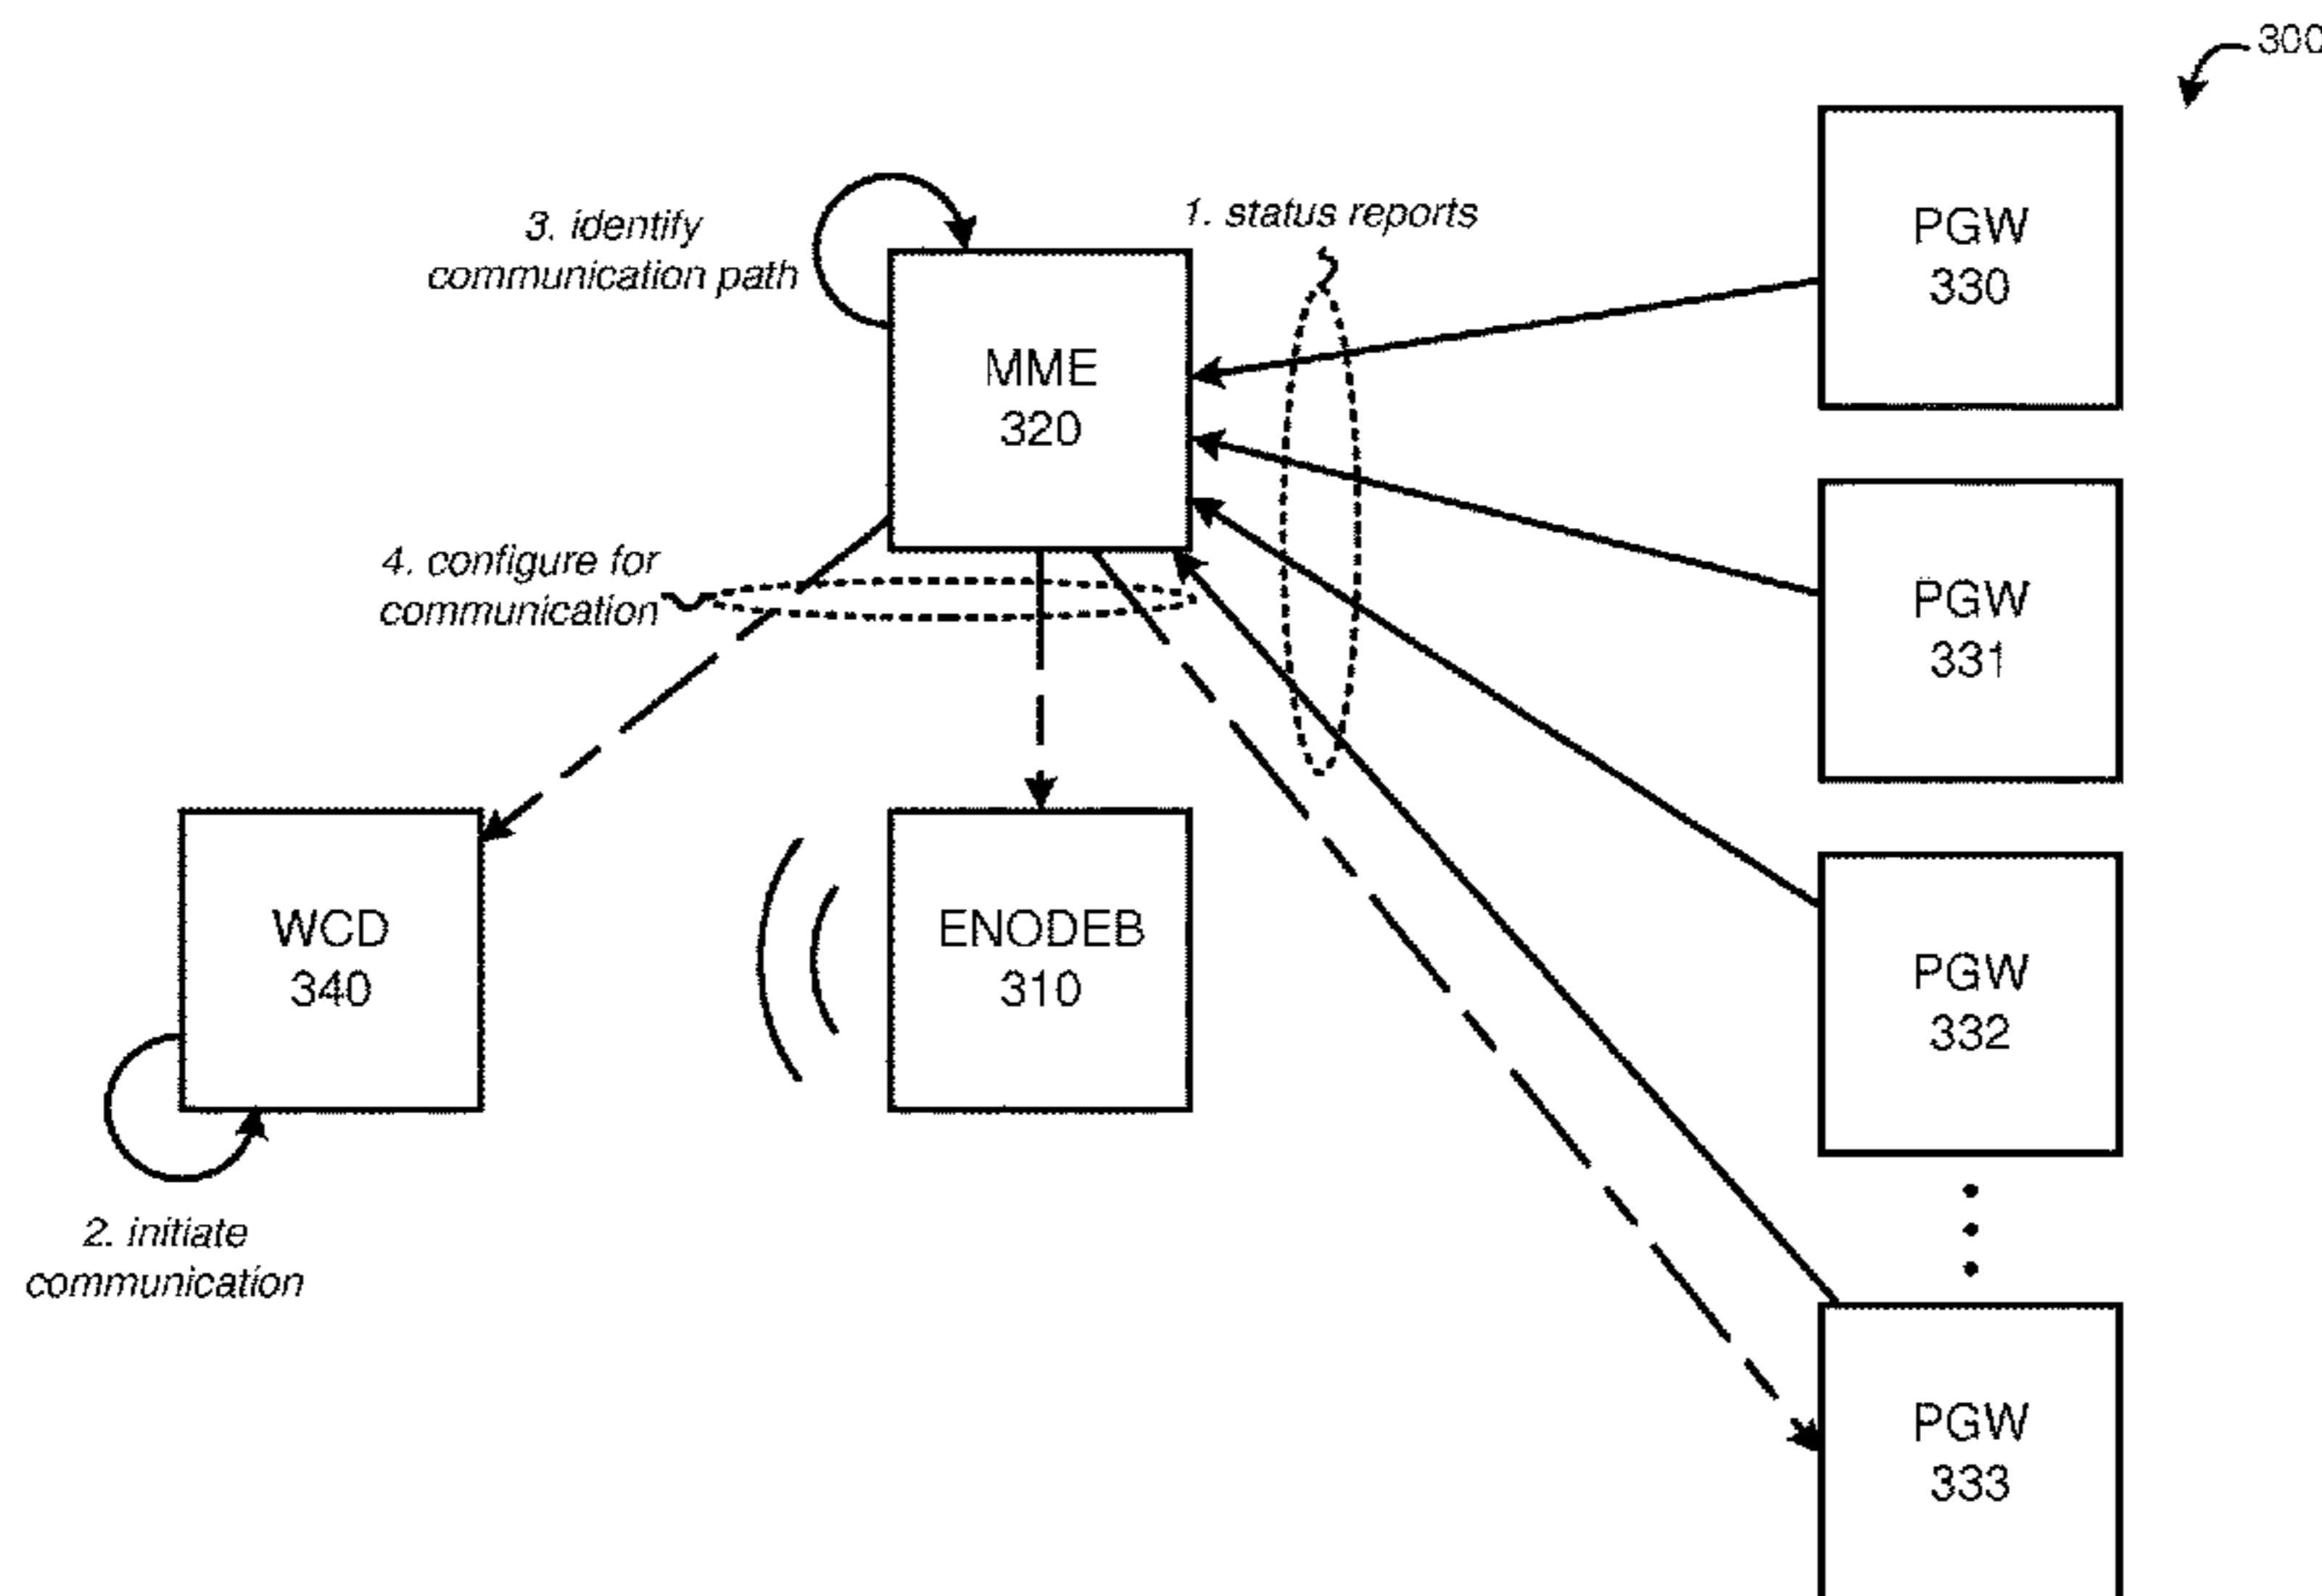 300
PGW
330
1. status reports
3. identify
communication path
MME
320
4. configure for
communication
PGW
331
WCD
340
ENODEB
310
PGW
332
2. initiate
communication
PGW
333